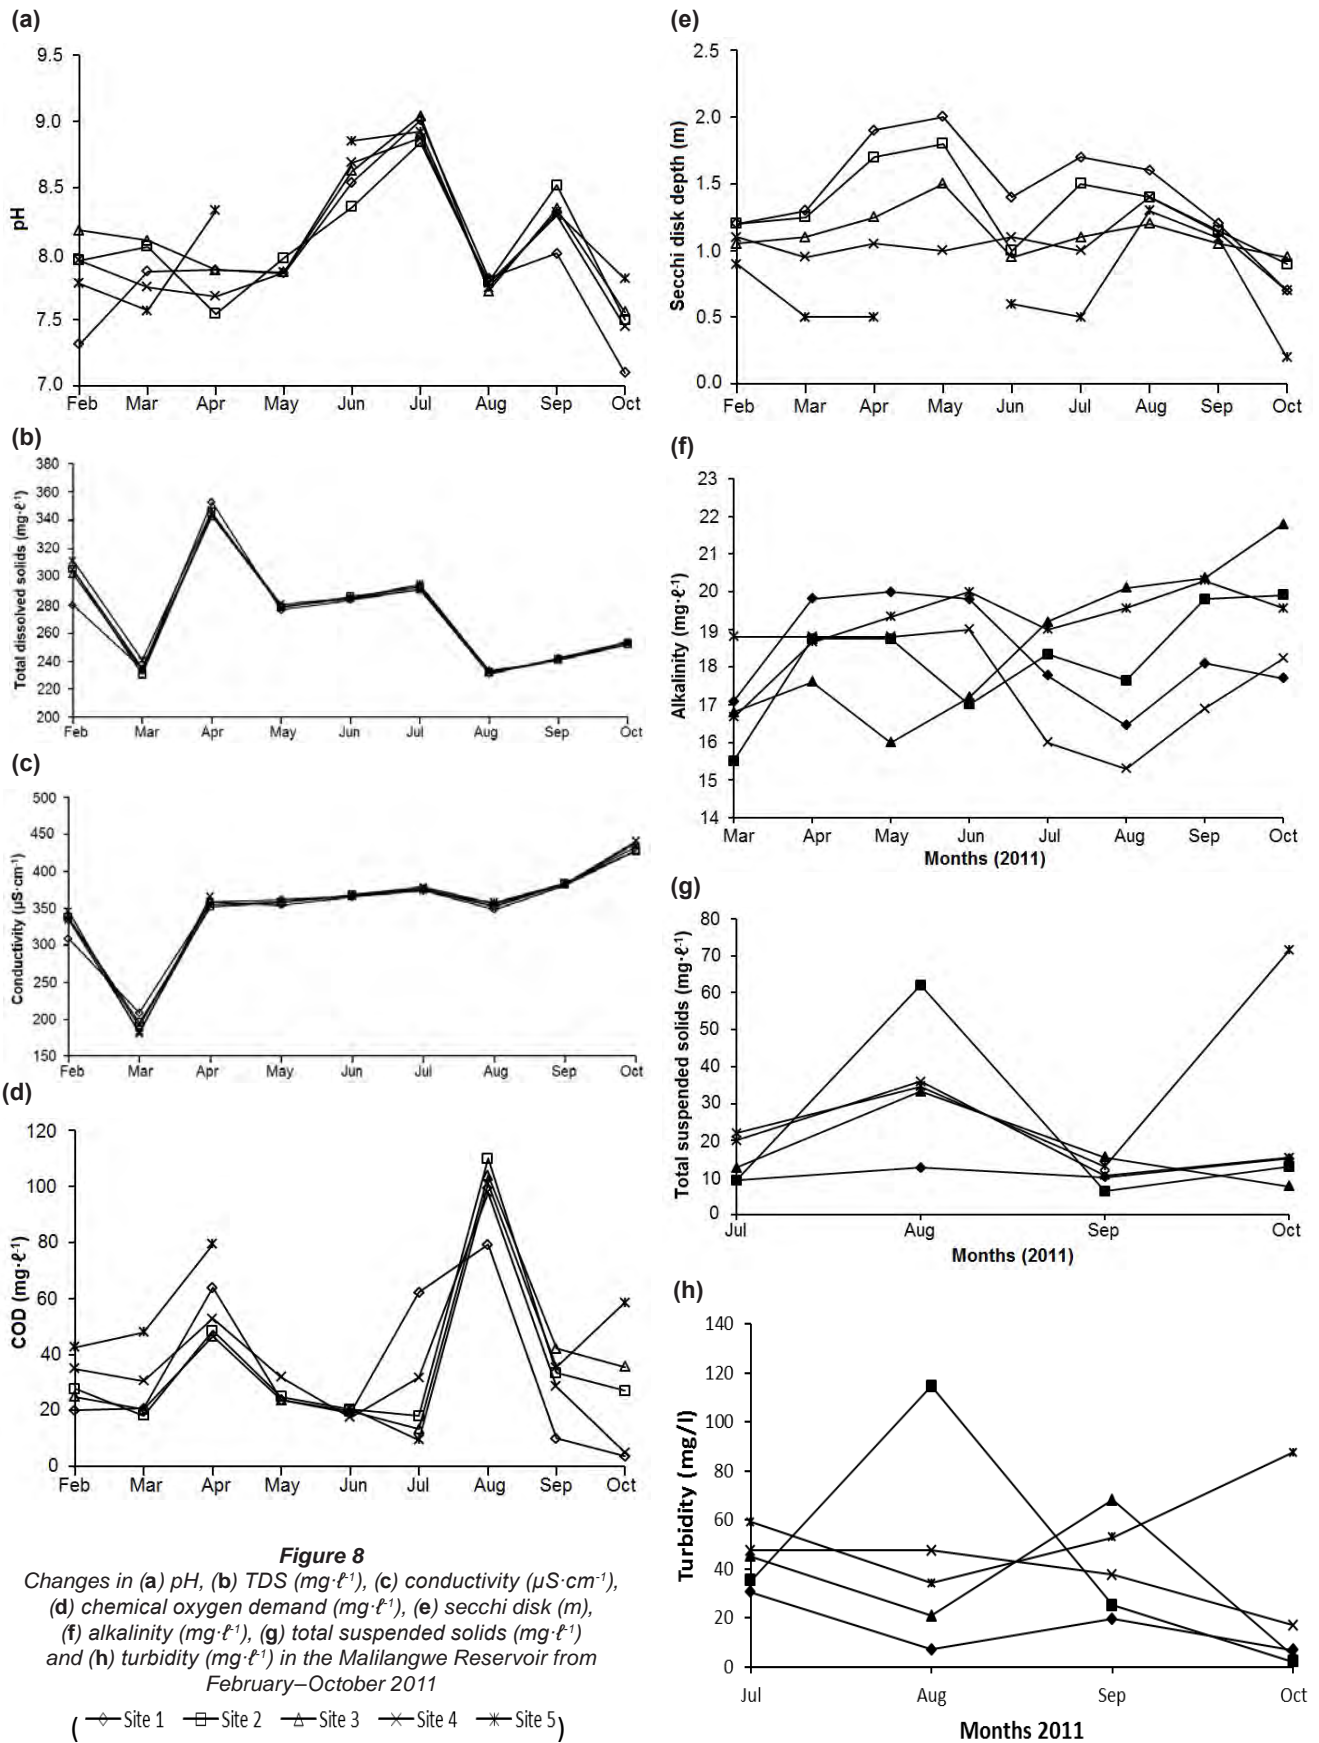 (a)
9.5
9.0
8.5
8.0
7.5
7.0
pH
Feb Mar Apr May Jun Jul Aug Sep Oct
(b)
380
360
340
320
300
280
260
240
220
200
Total dissolved solids (mg·ℓ⁻¹)
Feb Mar Apr May Jun Jul Aug Sep Oct
(c)
500
450
400
350
300
250
200
150
Conductivity (µS·cm⁻¹)
Feb Mar Apr May Jun Jul Aug Sep Oct
(d)
120
100
80
60
40
20
0
COD (mg·ℓ⁻¹)
Feb Mar Apr May Jun Jul Aug Sep Oct
Figure 8
Changes in (a) pH, (b) TDS (mg·ℓ⁻¹), (c) conductivity (µS·cm⁻¹),
(d) chemical oxygen demand (mg·ℓ⁻¹), (e) secchi disk (m),
(f) alkalinity (mg·ℓ⁻¹), (g) total suspended solids (mg·ℓ⁻¹)
and (h) turbidity (mg·ℓ⁻¹) in the Malilangwe Reservoir from
February–October 2011
( Site 1 Site 2 Site 3 Site 4 Site 5 )
(e)
2.5
2.0
1.5
1.0
0.5
0.0
Secchi disk depth (m)
Feb Mar Apr May Jun Jul Aug Sep Oct
(f)
23
22
21
20
19
18
17
16
15
14
Alkalinity (mg·ℓ⁻¹)
Mar Apr May Jun Jul Aug Sep Oct
Months (2011)
(g)
80
70
60
50
40
30
20
10
0
Total suspended solids (mg·ℓ⁻¹)
Jul Aug Sep Oct
Months (2011)
(h)
140
120
100
80
60
40
20
0
Turbidity (mg/l)
Jul Aug Sep Oct
Months 2011